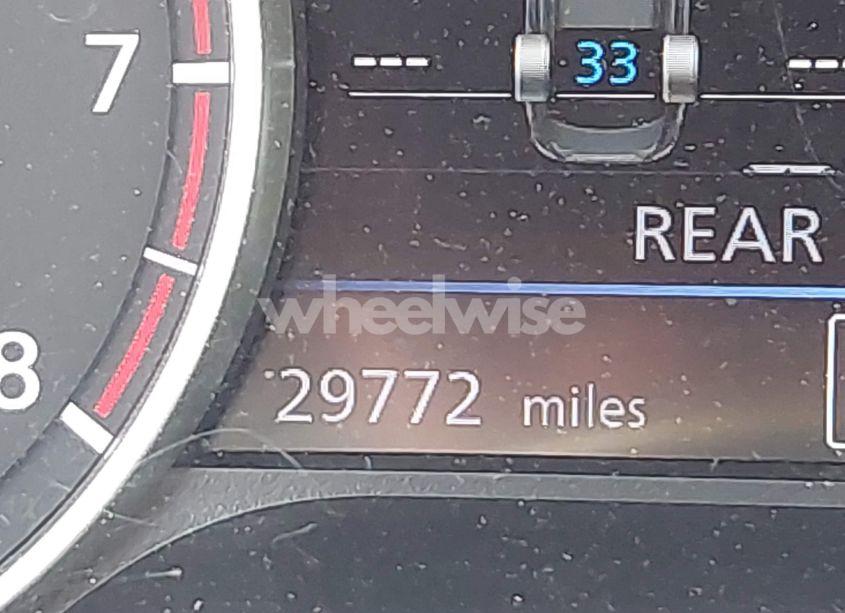 7
--- 33 ---
REAR
wheelwise
8
29772 miles